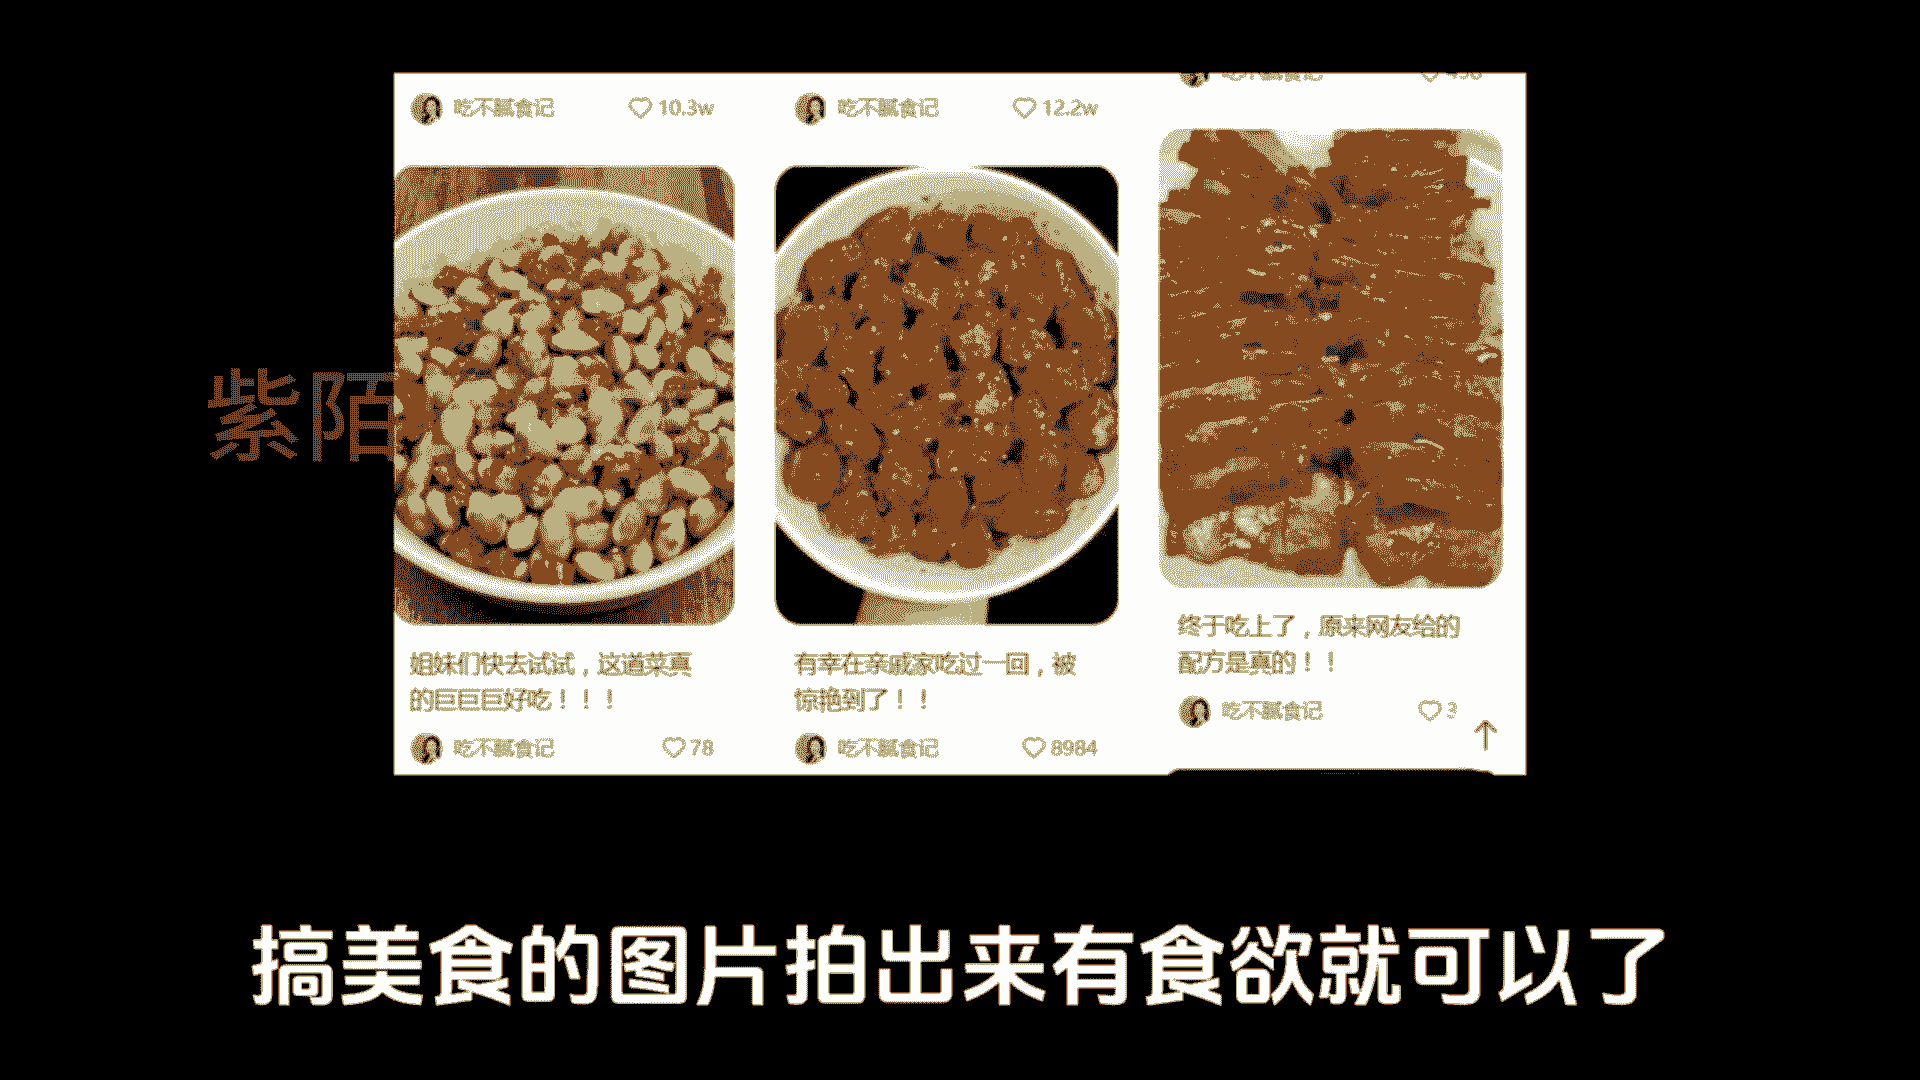 吃不腻食记 10.3w
吃不腻食记 12.2w
吃不腻食记
紫陌
姐妹们快去试试，这道菜真
的巨巨巨好吃！！！
吃不腻食记 78
有幸在亲戚家吃过一回，被
惊艳到了！！
吃不腻食记 8984
终于吃上了，原来网友给的
配方是真的！！
吃不腻食记 3
搞美食的图片拍出来有食欲就可以了